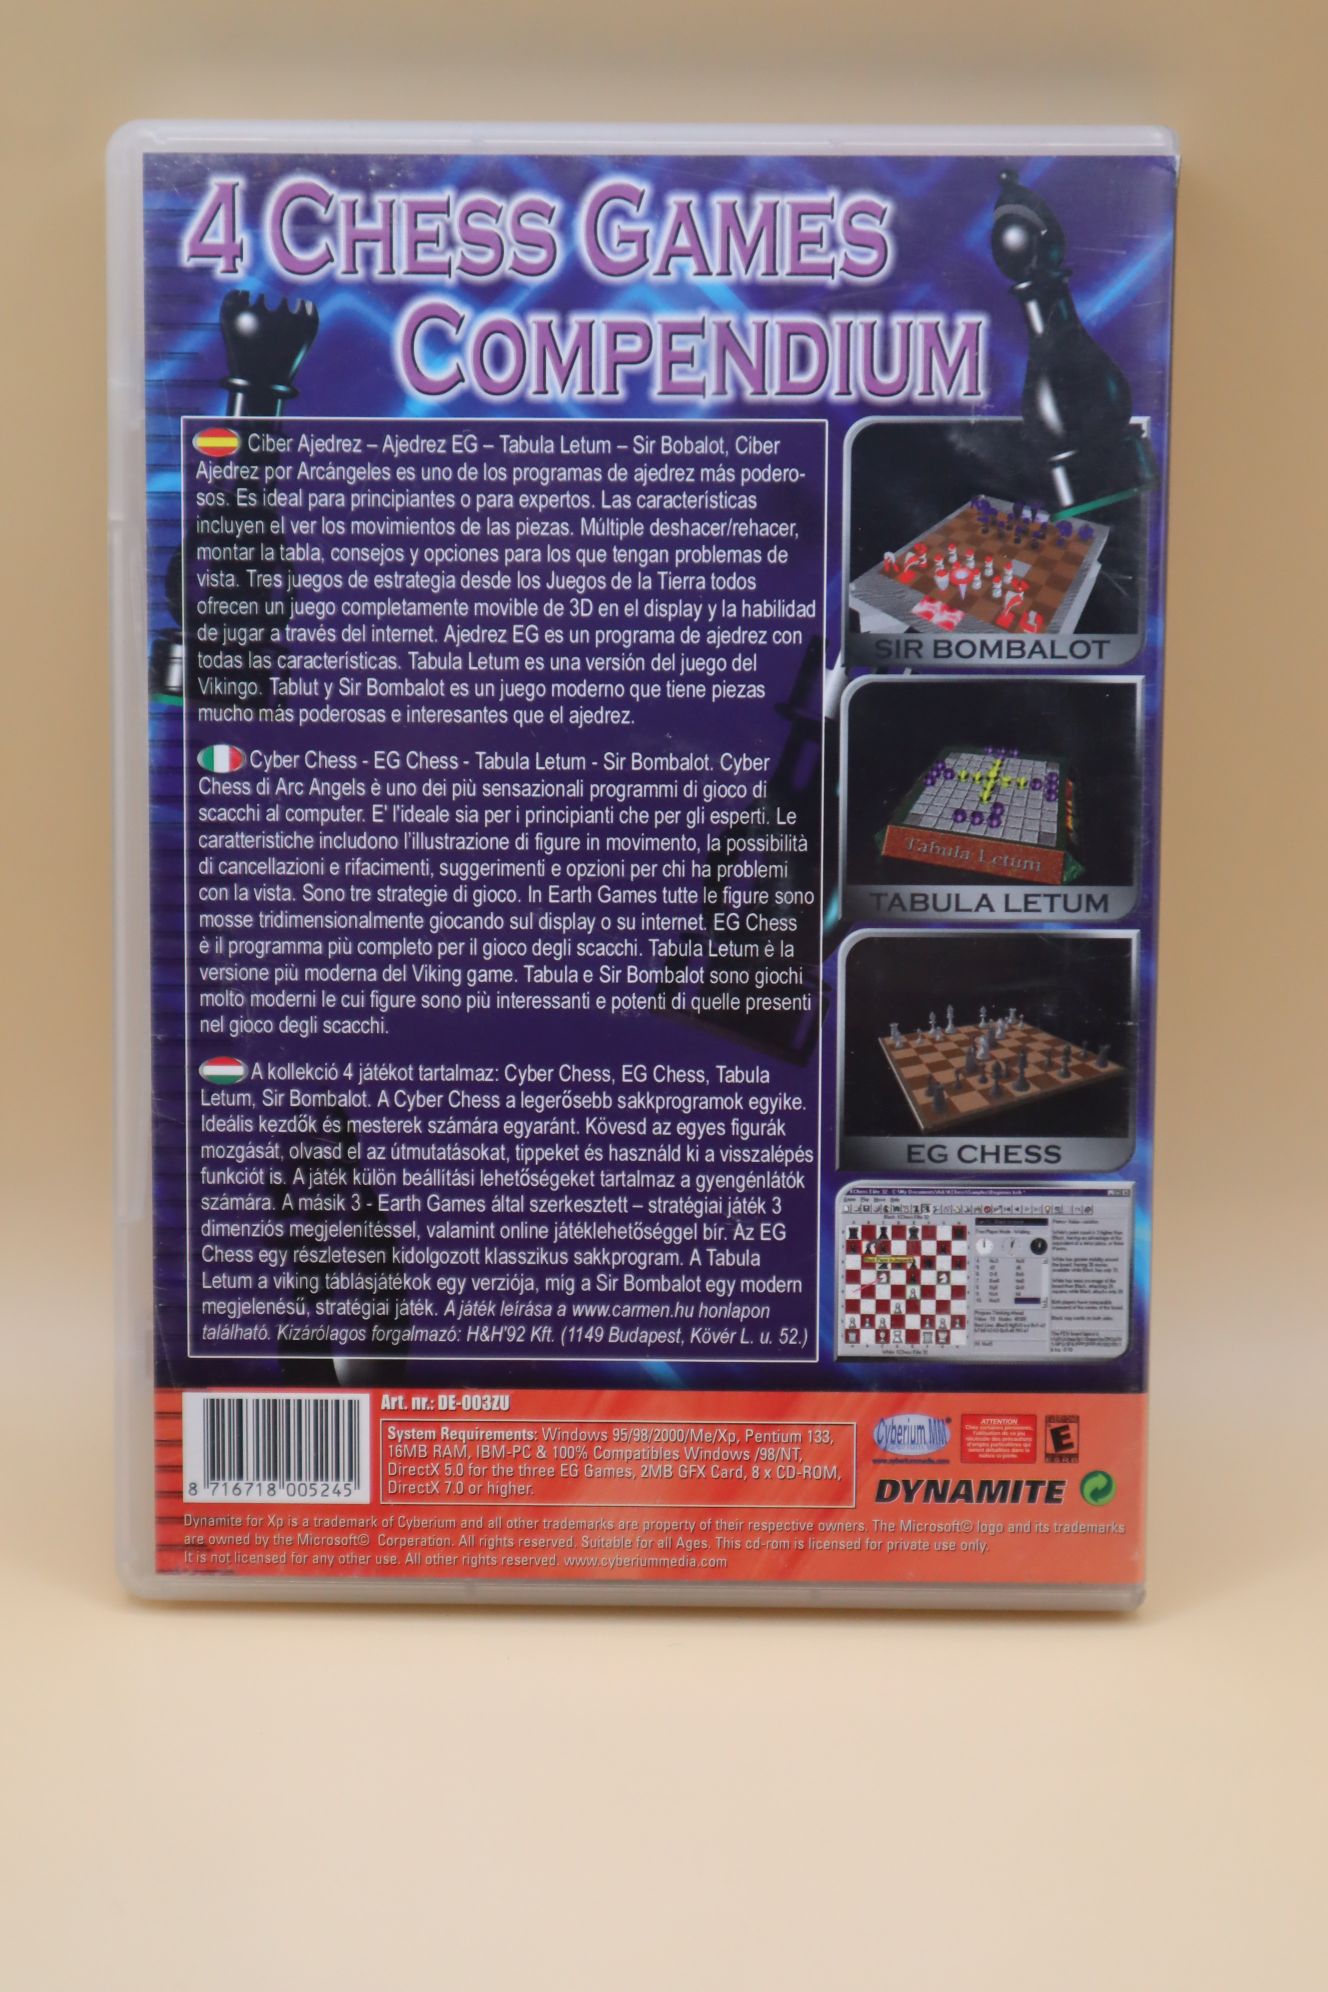 4 CHESS GAMES
COMPENDIUM
Ciber Ajedrez – Ajedrez EG – Tabula Letum – Sir Bobalot, Ciber
Ajedrez por Arcángeles es uno de los programas de ajedrez más podero-
sos. Es ideal para principiantes o para expertos. Las características
incluyen el ver los movimientos de las piezas. Múltiple deshacer/rehacer,
montar la tabla, consejos y opciones para los que tengan problemas de
vista. Tres juegos de estrategia desde los Juegos de la Tierra todos
ofrecen un juego completamente movible de 3D en el display y la habilidad
de jugar a través del internet. Ajedrez EG es un programa de ajedrez con
todas las características. Tabula Letum es una versión del juego del
Vikingo. Tablut y Sir Bombalot es un juego moderno que tiene piezas
mucho más poderosas e interesantes que el ajedrez.
Cyber Chess - EG Chess - Tabula Letum - Sir Bombalot. Cyber
Chess di Arc Angels è uno dei più sensazionali programmi di gioco di
scacchi al computer. E' l'ideale sia per i principianti che per gli esperti. Le
caratteristiche includono l'illustrazione di figure in movimento, la possibilità
di cancellazioni e rifacimenti, suggerimenti e opzioni per chi ha problemi
con la vista. Sono tre strategie di gioco. In Earth Games tutte le figure sono
mosse tridimensionalmente giocando sul display o su internet. EG Chess
è il programma più completo per il gioco degli scacchi. Tabula Letum è la
versione più moderna del Viking game. Tabula e Sir Bombalot sono giochi
molto moderni le cui figure sono più interessanti e potenti di quelle presenti
nel gioco degli scacchi.
A kollekció 4 játékot tartalmaz: Cyber Chess, EG Chess, Tabula
Letum, Sir Bombalot. A Cyber Chess a legerősebb sakkprogramok egyike.
Ideális kezdők és mesterek számára egyaránt. Kövesd az egyes figurák
mozgását, olvasd el az útmutatásokat, tippeket és használd ki a visszalépés
funkciót is. A játék külön beállítási lehetőségeket tartalmaz a gyengénlátók
számára. A másik 3 - Earth Games által szerkesztett – stratégiai játék 3
dimenziós megjelenítéssel, valamint online játéklehetőséggel bír. Az EG
Chess egy részletesen kidolgozott klasszikus sakkprogram. A Tabula
Letum a viking táblásjátékok egy verziója, míg a Sir Bombalot egy modern
megjelenésű, stratégiai játék. A játék leírása a www.carmen.hu honlapon
található. Kizárólagos forgalmazó: H&H'92 Kft. (1149 Budapest, Kövér L. u. 52.)
SIR BOMBALOT
Tabula Letum
TABULA LETUM
EG CHESS
8 716718 005245
Art. nr.: DE-003ZU
System Requirements: Windows 95/98/2000/Me/Xp, Pentium 133,
16MB RAM, IBM-PC & 100% Compatibles Windows /98/NT,
DirectX 5.0 for the three EG Games, 2MB GFX Card, 8 x CD-ROM,
DirectX 7.0 or higher.
Cyberium MM
www.cyberiummedia.com
ATTENTION
E
ESRB
DYNAMITE
Dynamite for Xp is a trademark of Cyberium and all other trademarks are property of their respective owners. The Microsoft© logo and its trademarks
are owned by the Microsoft© Corperation. All rights reserved. Suitable for all Ages. This cd-rom is licensed for private use only.
It is not licensed for any other use. All other rights reserved. www.cyberiummedia.com